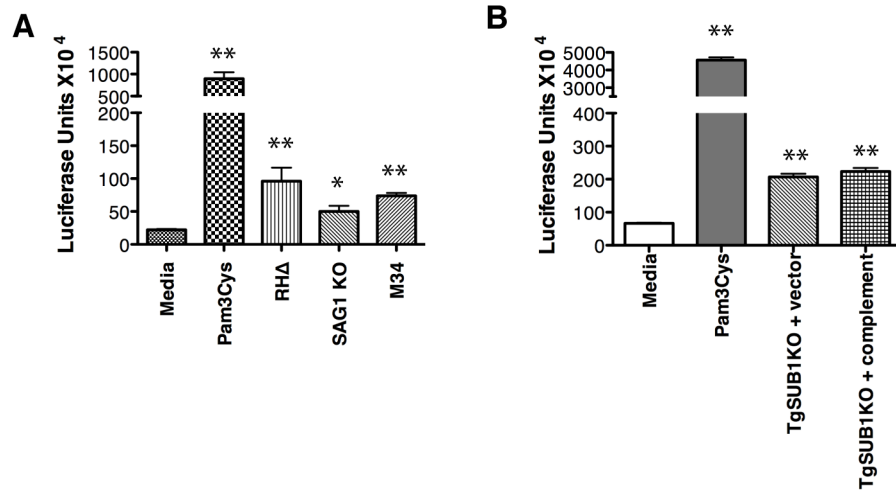 A
Luciferase Units X10 4
1500
1000
500
200
150
100
50
0
**
**
*
**
Media
Pam3Cys
RHΔ
SAG1 KO
M34
B
Luciferase Units X10 4
5000
4000
3000
400
300
200
100
0
**
**
**
Media
Pam3Cys
TgSUB1KO + vector
TgSUB1KO + complement